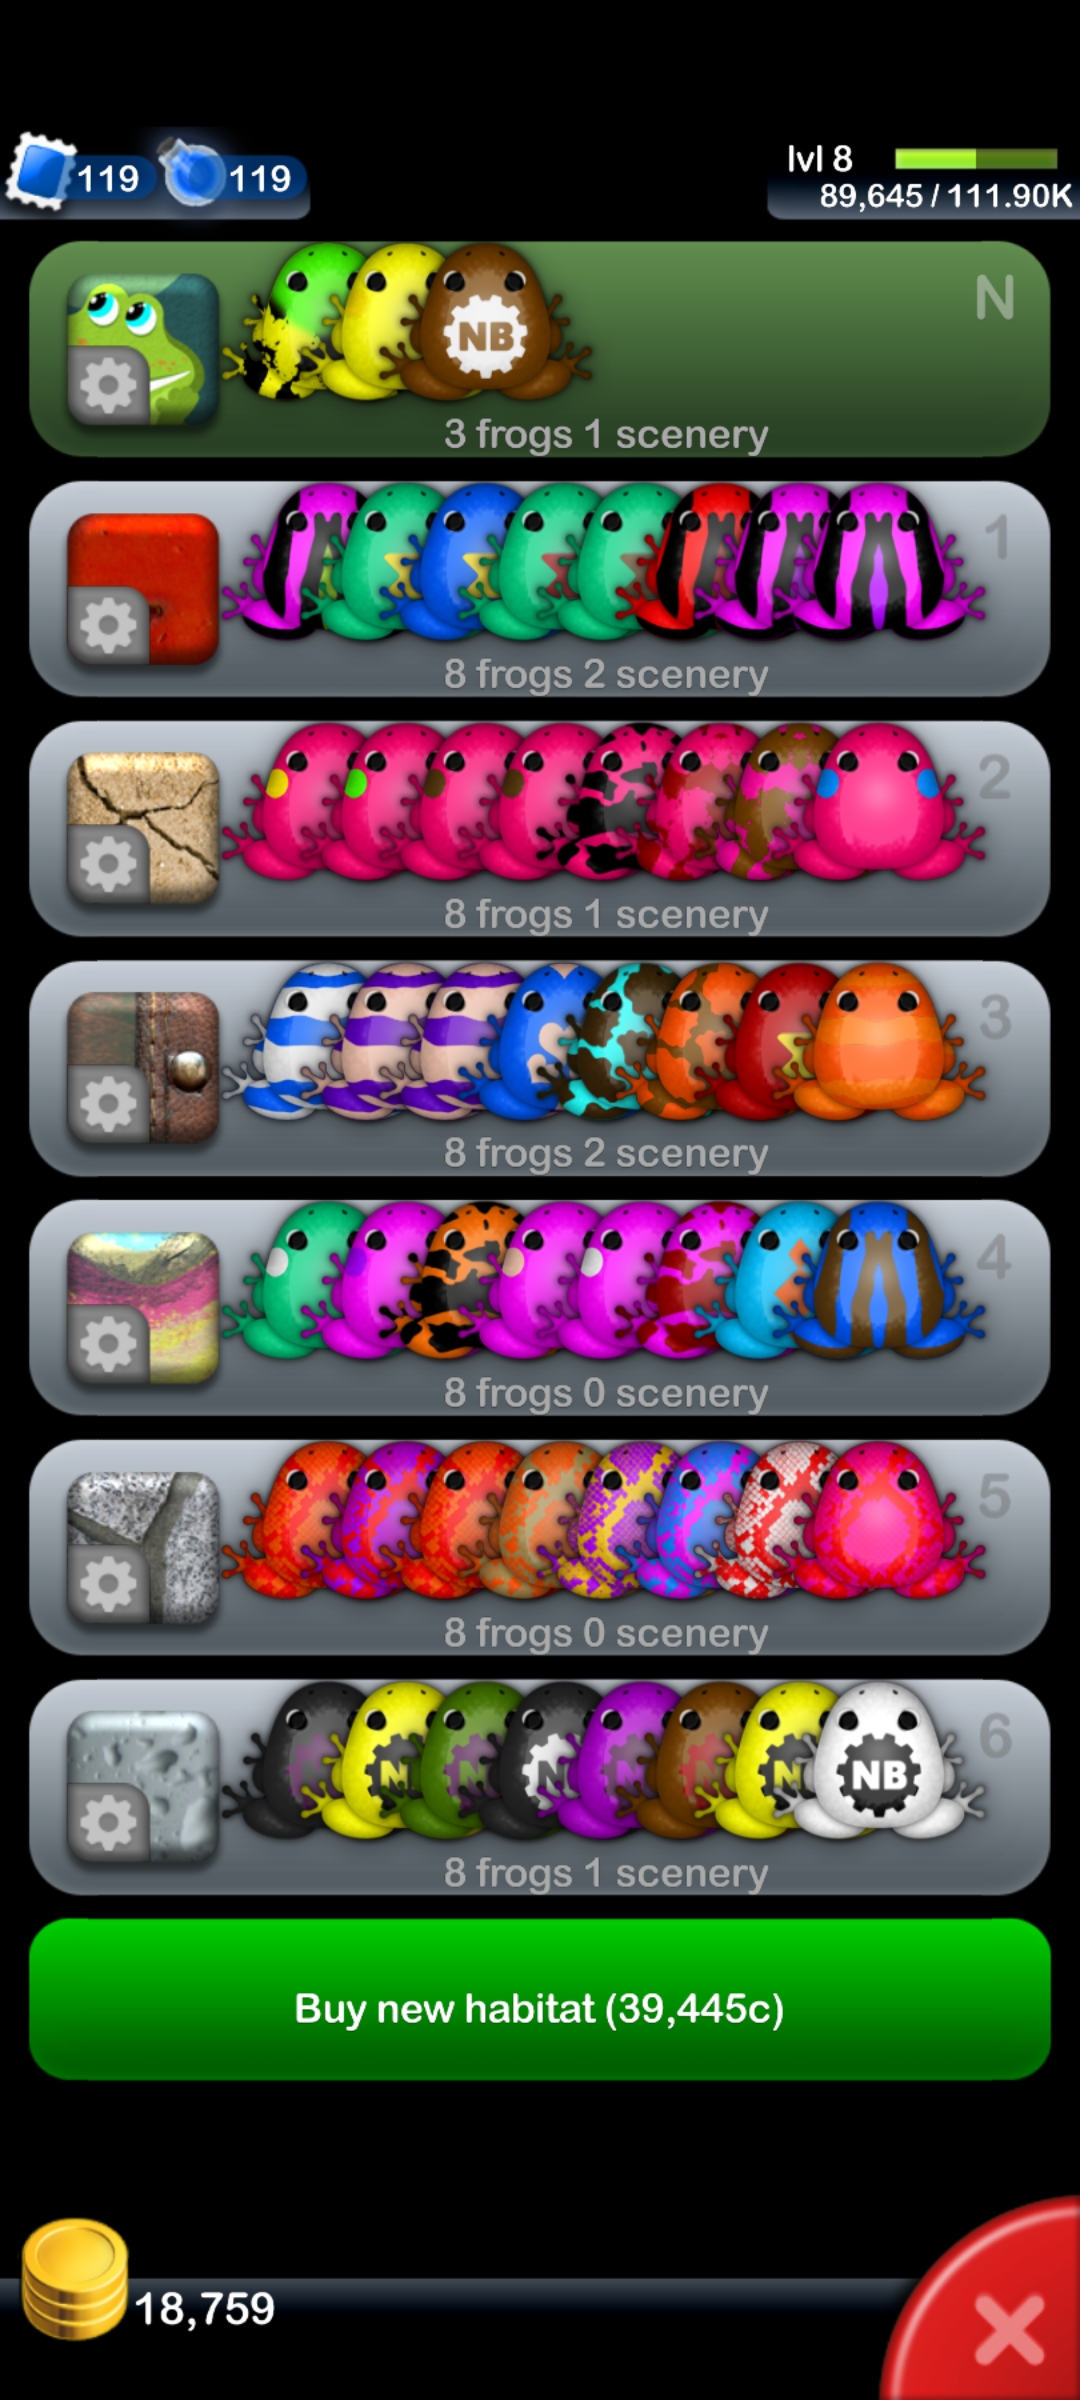 119
119
lvl 8
89,645 / 111.90K
N
NB
3 frogs 1 scenery
1
8 frogs 2 scenery
2
8 frogs 1 scenery
3
8 frogs 2 scenery
4
8 frogs 0 scenery
5
8 frogs 0 scenery
6
N N N N N NB
8 frogs 1 scenery
Buy new habitat (39,445c)
18,759